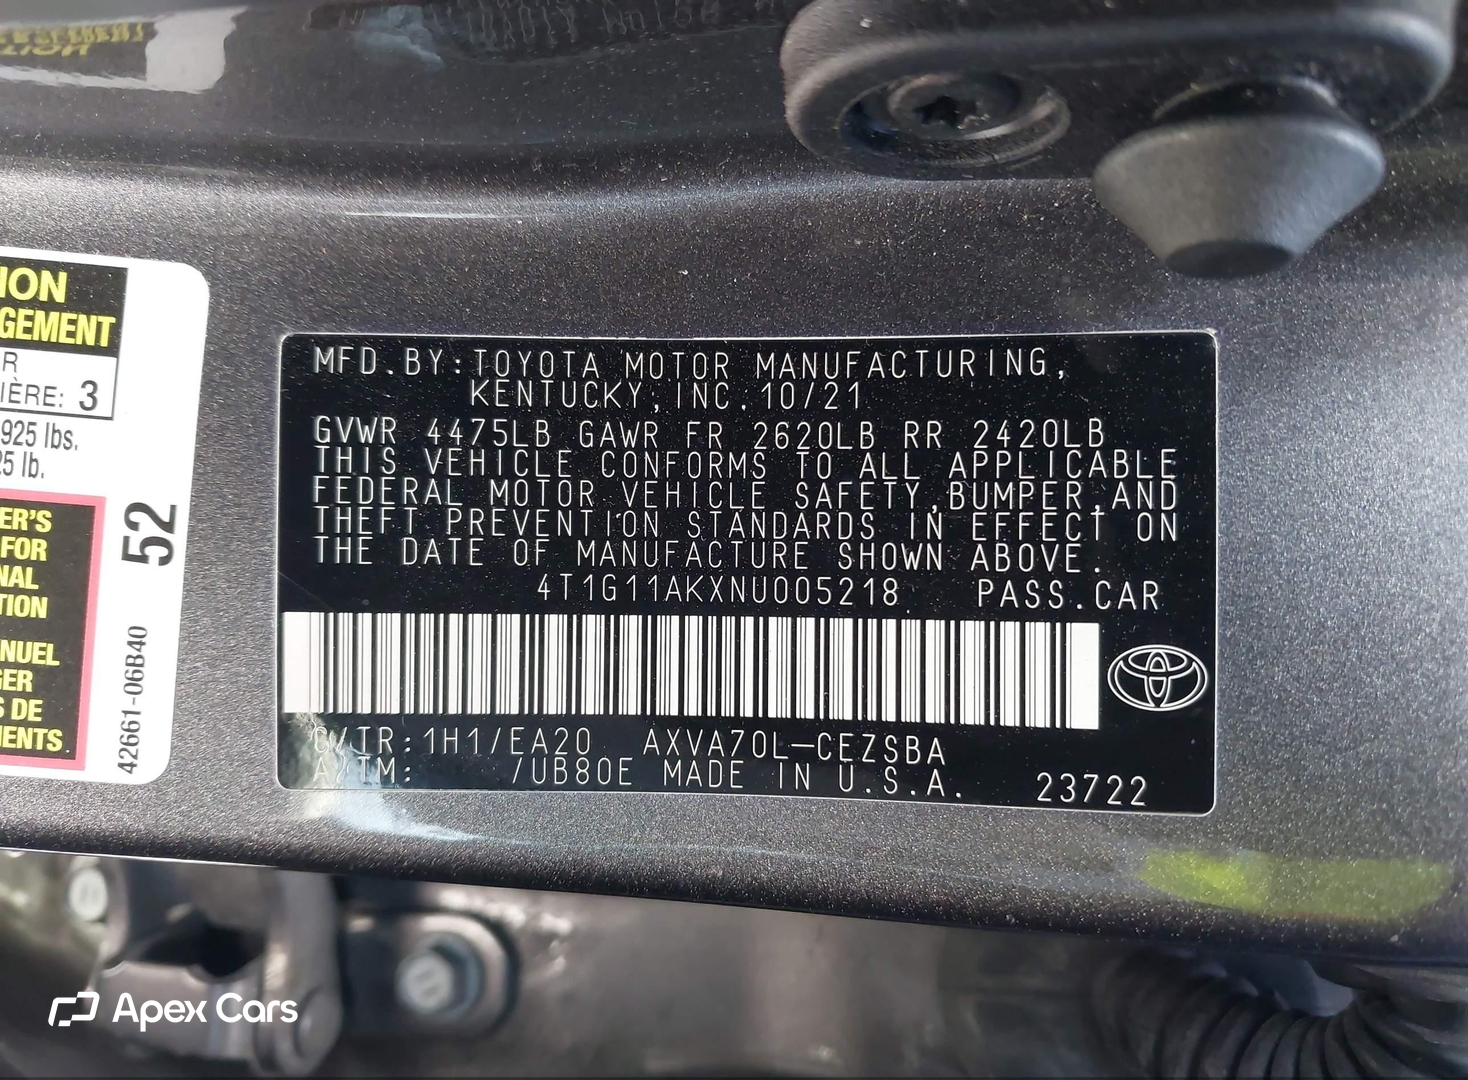 ION
GEMENT
R
IÈRE: 3
925 lbs.
25 lb.
ER'S
FOR
NAL
TION
NUEL
GER
S DE
MENTS
52
42661-06B40
MFD.BY:TOYOTA MOTOR MANUFACTURING,
KENTUCKY,INC.10/21
GVWR 4475LB GAWR FR 2620LB RR 2420LB
THIS VEHICLE CONFORMS TO ALL APPLICABLE
FEDERAL MOTOR VEHICLE SAFETY,BUMPER,AND
THEFT PREVENTION STANDARDS IN EFFECT ON
THE DATE OF MANUFACTURE SHOWN ABOVE.
4T1G11AKXNU005218 PASS.CAR
C/TR:1H1/EA20 AXVA70L-CEZSBA
A/TM: /UB80E MADE IN U.S.A. 23722
TOYOTA
Apex Cars